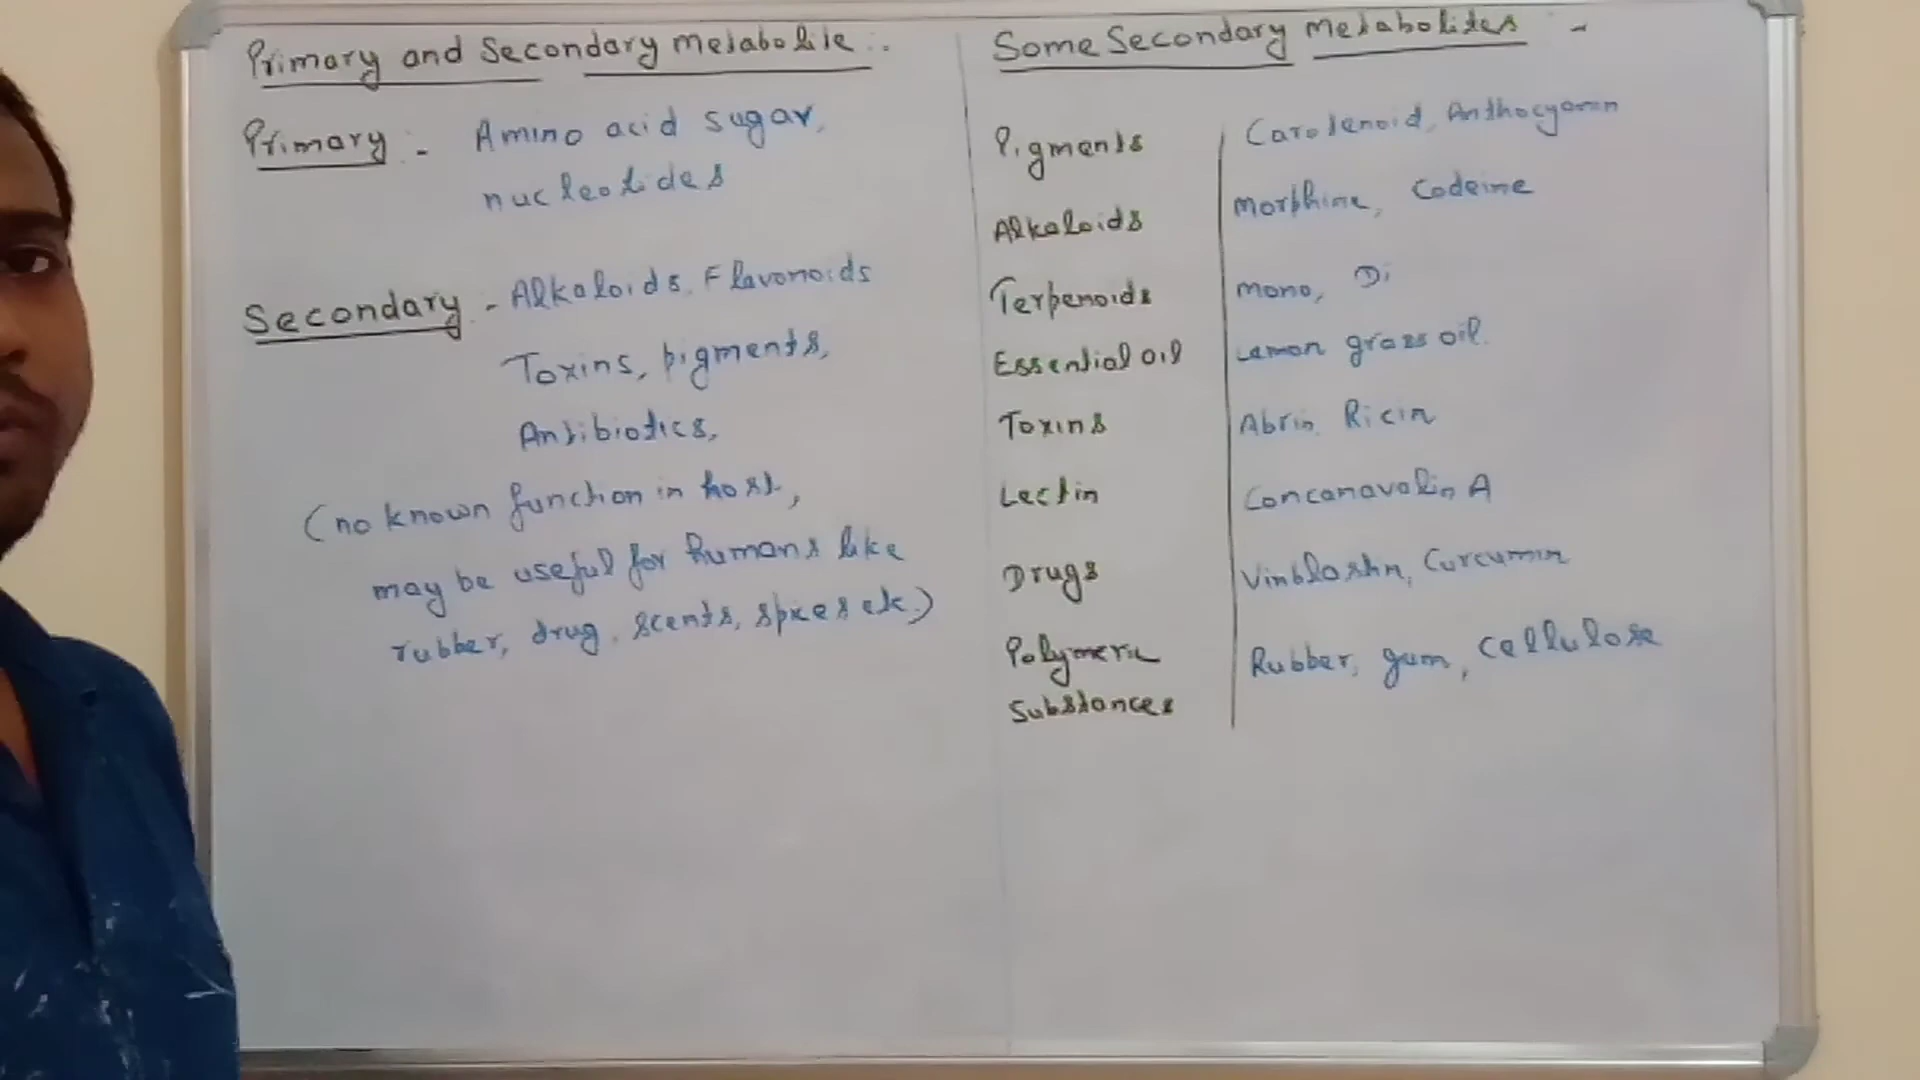 Primary and Secondary Metabolite :.
Primary :- Amino acid sugar,
nucleotides
Secondary - Alkaloids, Flavonoids
Toxins, pigments,
Antibiotics,
(no known function in host,
may be useful for humans like
rubber, drug, scents, spices etc.)
Some Secondary Metabolites -
Pigments Carotenoid, Anthocyanin
Alkaloids Morphine, Codeine
Terpenoids Mono, Di
Essential oil Lemon grass oil.
Toxins Abrin, Ricin
Lectin Concanavalin A
Drugs Vinblastin, Curcumin
Polymeric Rubber, gum, cellulose
Substances